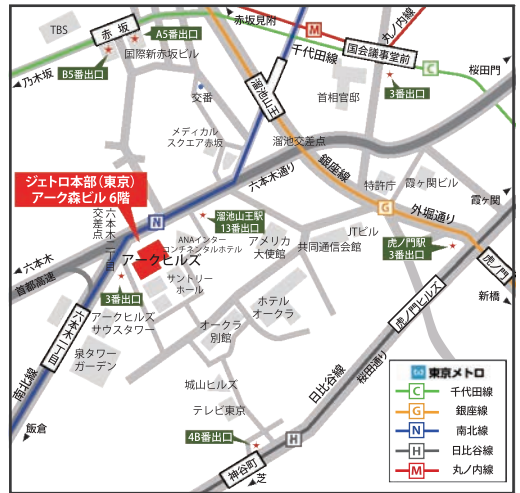 TBS
赤坂
A5番出口
赤坂見附
丸ノ内線
M
国会議事堂前
千代田線
C
桜田門
B5番出口
国際新赤坂ビル
乃木坂
交番
溜池山王
首相官邸
3番出口
メディカル
スクエア赤坂
溜池交差点
六本木通り
銀座線
特許庁
霞ヶ関ビル
霞ヶ関
ジェトロ本部（東京）
アーク森ビル 6階
六本木一丁目
交差点
N
溜池山王駅
13番出口
G
外堀通り
ANAインター
コンチネンタルホテル
アメリカ
大使館
共同通信会館
JTビル
虎ノ門駅
3番出口
虎ノ門
新橋
六本木
首都高速
アークヒルズ
3番出口
サントリー
ホール
虎ノ門ヒルズ
アークヒルズ
サウスタワー
ホテル
オークラ
オークラ
別館
六本木一丁目
泉タワー
ガーデン
南北線
飯倉
城山ヒルズ
テレビ東京
日比谷線
桜田通り
4B番出口
H
神谷町
芝
東京メトロ
C 千代田線
G 銀座線
N 南北線
H 日比谷線
M 丸ノ内線